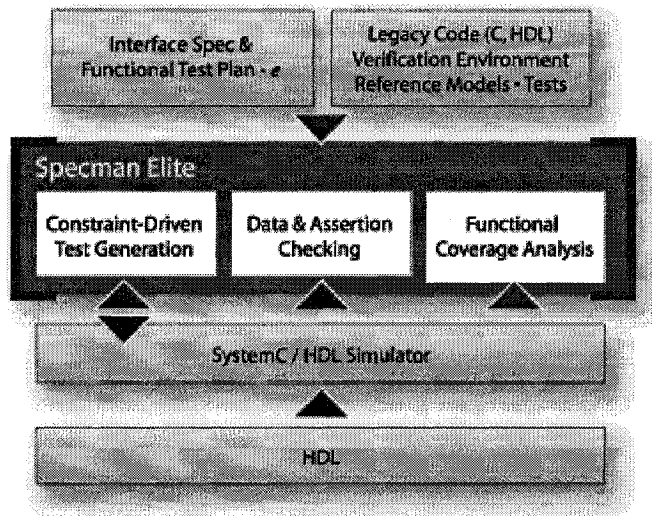 Interface Spec &
Functional Test Plan - e
Legacy Code (C, HDL)
Verification Environment
Reference Models - Tests
Specman Elite
Constraint-Driven
Test Generation
Data & Assertion
Checking
Functional
Coverage Analysis
SystemC / HDL Simulator
HDL